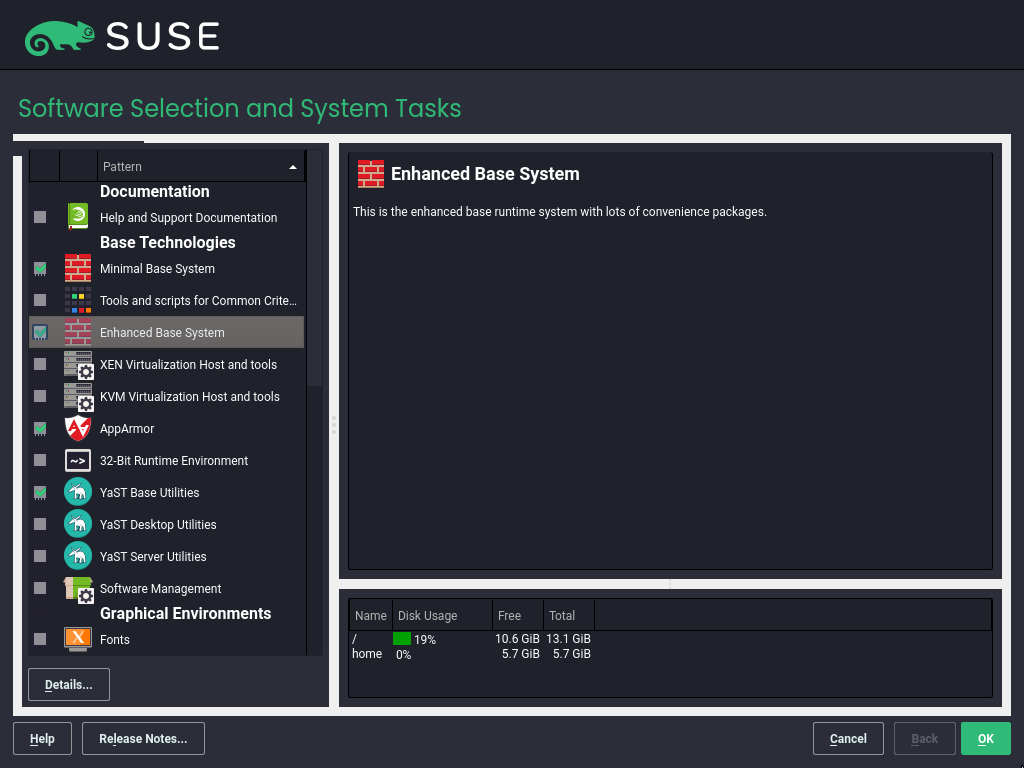 SUSE
Software Selection and System Tasks
Pattern
Documentation
Help and Support Documentation
Base Technologies
Minimal Base System
Tools and scripts for Common Crite...
Enhanced Base System
XEN Virtualization Host and tools
KVM Virtualization Host and tools
AppArmor
~>
32-Bit Runtime Environment
YaST Base Utilities
YaST Desktop Utilities
YaST Server Utilities
Software Management
Graphical Environments
X
Fonts
Details...
Enhanced Base System
This is the enhanced base runtime system with lots of convenience packages.
Name Disk Usage Free Total
/ 19% 10.6 GiB 13.1 GiB
home 0% 5.7 GiB 5.7 GiB
Help
Release Notes...
Cancel
Back
OK